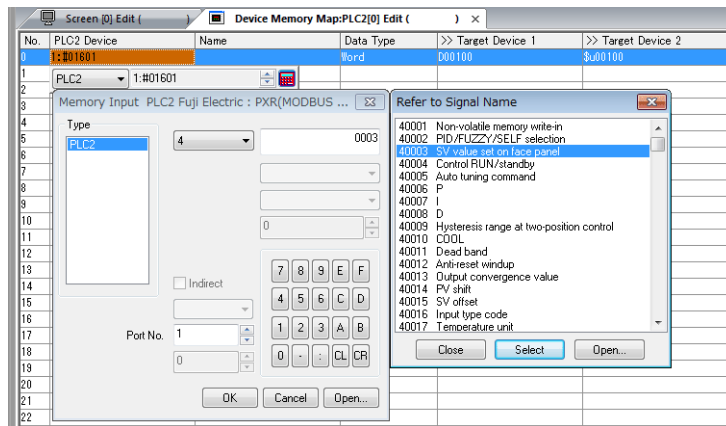 Screen [0] Edit ( )
Device Memory Map:PLC2[0] Edit ( ) ×
No. PLC2 Device Name Data Type >> Target Device 1 >> Target Device 2
0 1:#01601 Word D00100 $u00100
1
PLC2 1:#01601
2
3
4
5
6
7
8
9
10
11
12
13
14
15
16
17
18
19
20
21
22
Memory Input PLC2 Fuji Electric : PXR(MODBUS ...
Type
PLC2
4
0003
0
Indirect
Port No. 1
0
7 8 9 E F
4 5 6 C D
1 2 3 A B
0 - : CL CR
OK Cancel Open...
Refer to Signal Name
40001 Non-volatile memory write-in
40002 PID/FUZZY/SELF selection
40003 SV value set on face panel
40004 Control RUN/standby
40005 Auto tuning command
40006 P
40007 I
40008 D
40009 Hysteresis range at two-position control
40010 COOL
40011 Dead band
40012 Anti-reset windup
40013 Output convergence value
40014 PV shift
40015 SV offset
40016 Input type code
40017 Temperature unit
Close Select Open...